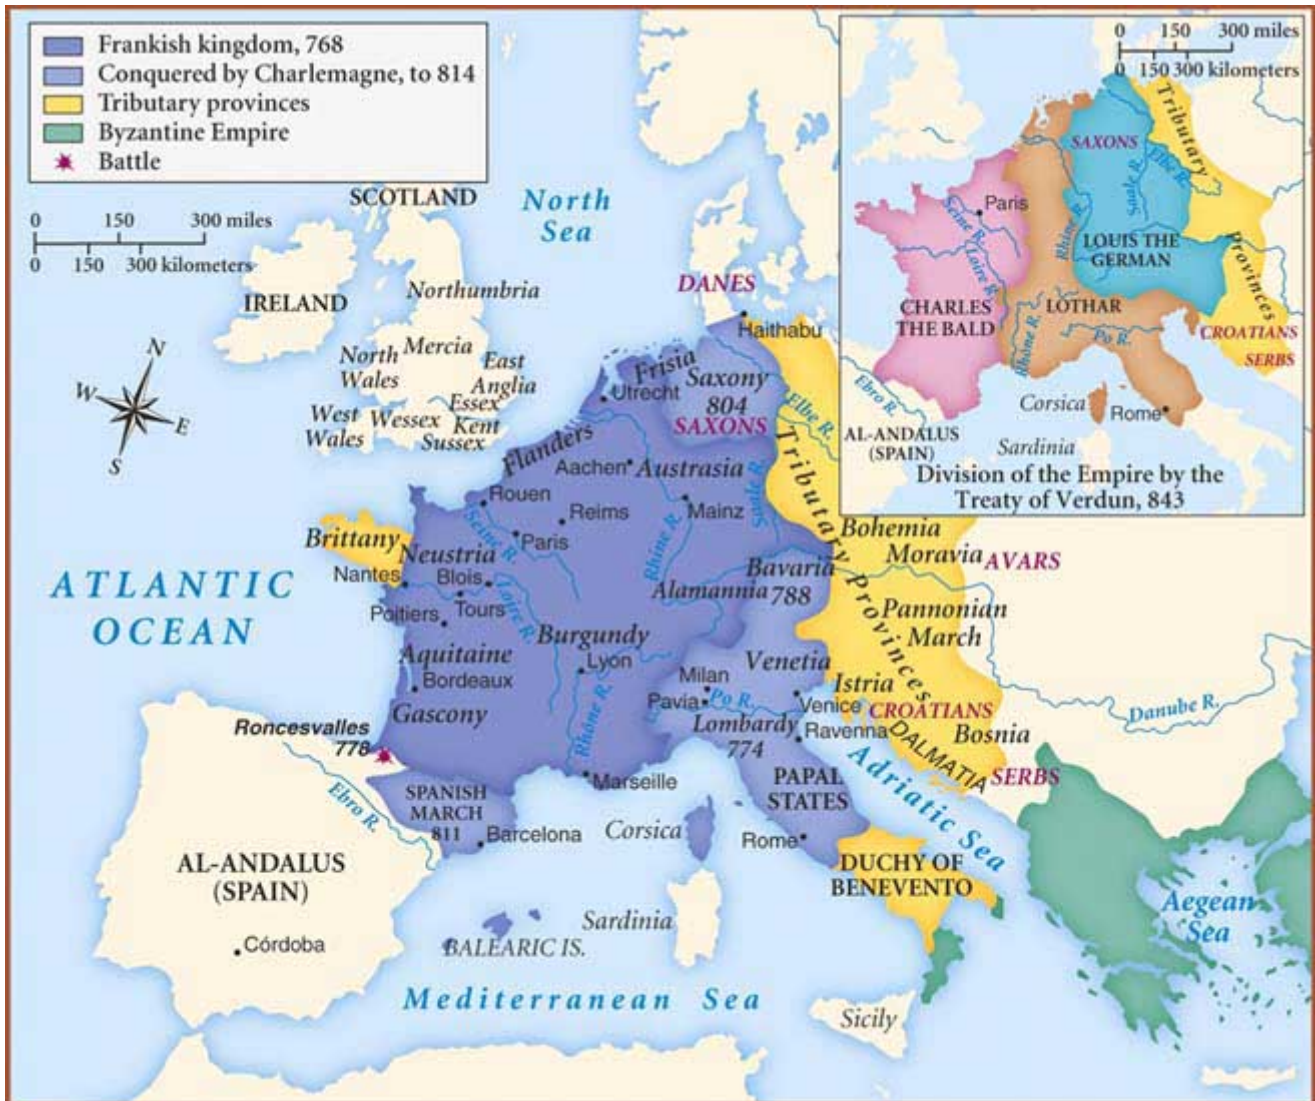 Frankish kingdom, 768
Conquered by Charlemagne, to 814
Tributary provinces
Byzantine Empire
Battle
0 150 300 miles
0 150 300 kilometers
N
W
E
S
SCOTLAND
IRELAND
Northumbria
North
Wales
Mercia
East
Anglia
West
Wales
Wessex
Essex
Kent
Sussex
North
Sea
DANES
Haithabu
Frisia
Utrecht
Saxony
804
SAXONS
Elbe R.
Flanders
Aachen
Austrasia
Saale R.
Rouen
Reims
Mainz
Seine R.
Paris
Rhine R.
Brittany
Neustria
Nantes
Blois
Tours
Loire R.
Poitiers
Alamannia
Bavaria
788
Tributary Provinces
Bohemia
Moravia
AVARS
Pannonian
March
ATLANTIC
OCEAN
Aquitaine
Bordeaux
Gascony
Burgundy
Lyon
Rhône R.
Milan
Pavia
Po R.
Venetia
Venice
Istria
CROATIANS
Lombardy
774
Ravenna
DALMATIA
Bosnia
SERBS
Danube R.
Roncesvalles
778
Ebro R.
SPANISH
MARCH
811
Barcelona
Marseille
Corsica
PAPAL
STATES
Rome
Adriatic Sea
DUCHY OF
BENEVENTO
AL-ANDALUS
(SPAIN)
Córdoba
Sardinia
BALEARIC IS.
Mediterranean Sea
Sicily
Aegean
Sea
0 150 300 miles
0 150 300 kilometers
Tributary
Provinces
SAXONS
Elbe R.
Saale R.
Paris
Seine R.
Loire R.
Rhine R.
LOUIS THE
GERMAN
CHARLES
THE BALD
LOTHAR
Rhône R.
Po R.
CROATIANS
SERBS
Ebro R.
Corsica
Rome
AL-ANDALUS
(SPAIN)
Sardinia
Division of the Empire by the
Treaty of Verdun, 843